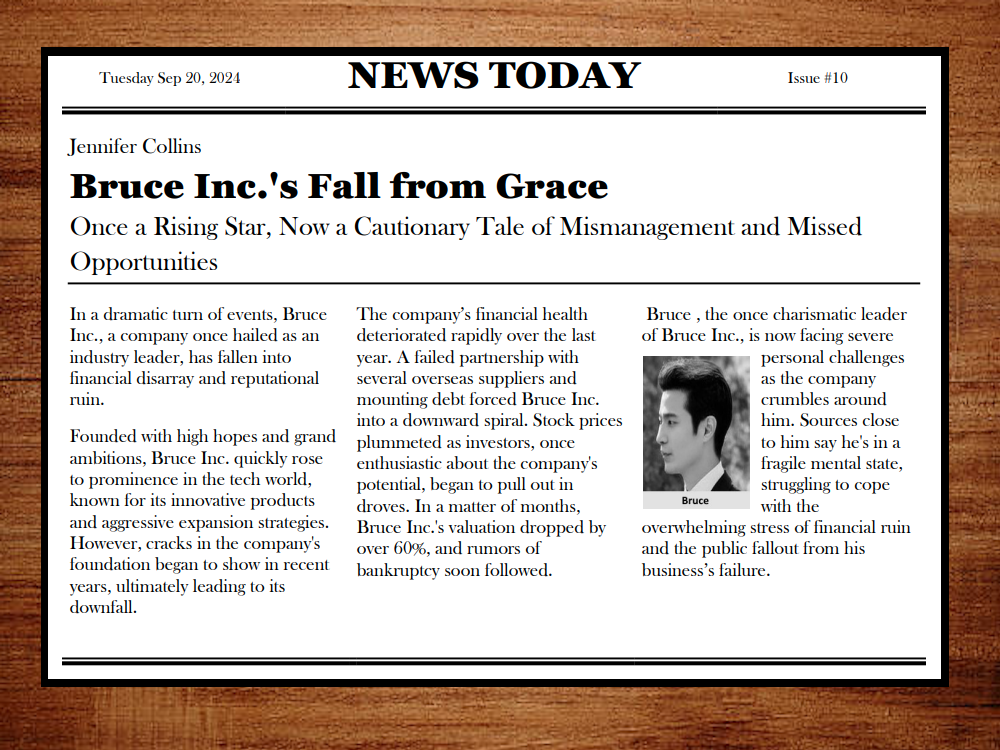 Tuesday Sep 20, 2024
NEWS TODAY
Issue #10
Jennifer Collins
Bruce Inc.'s Fall from Grace
Once a Rising Star, Now a Cautionary Tale of Mismanagement and Missed
Opportunities
In a dramatic turn of events, Bruce
Inc., a company once hailed as an
industry leader, has fallen into
financial disarray and reputational
ruin.
Founded with high hopes and grand
ambitions, Bruce Inc. quickly rose
to prominence in the tech world,
known for its innovative products
and aggressive expansion strategies.
However, cracks in the company's
foundation began to show in recent
years, ultimately leading to its
downfall.
The company’s financial health
deteriorated rapidly over the last
year. A failed partnership with
several overseas suppliers and
mounting debt forced Bruce Inc.
into a downward spiral. Stock prices
plummeted as investors, once
enthusiastic about the company's
potential, began to pull out in
droves. In a matter of months,
Bruce Inc.'s valuation dropped by
over 60%, and rumors of
bankruptcy soon followed.
Bruce , the once charismatic leader
of Bruce Inc., is now facing severe
personal challenges
as the company
crumbles around
him. Sources close
to him say he's in a
fragile mental state,
struggling to cope
with the
overwhelming stress of financial ruin
and the public fallout from his
business’s failure.
Bruce